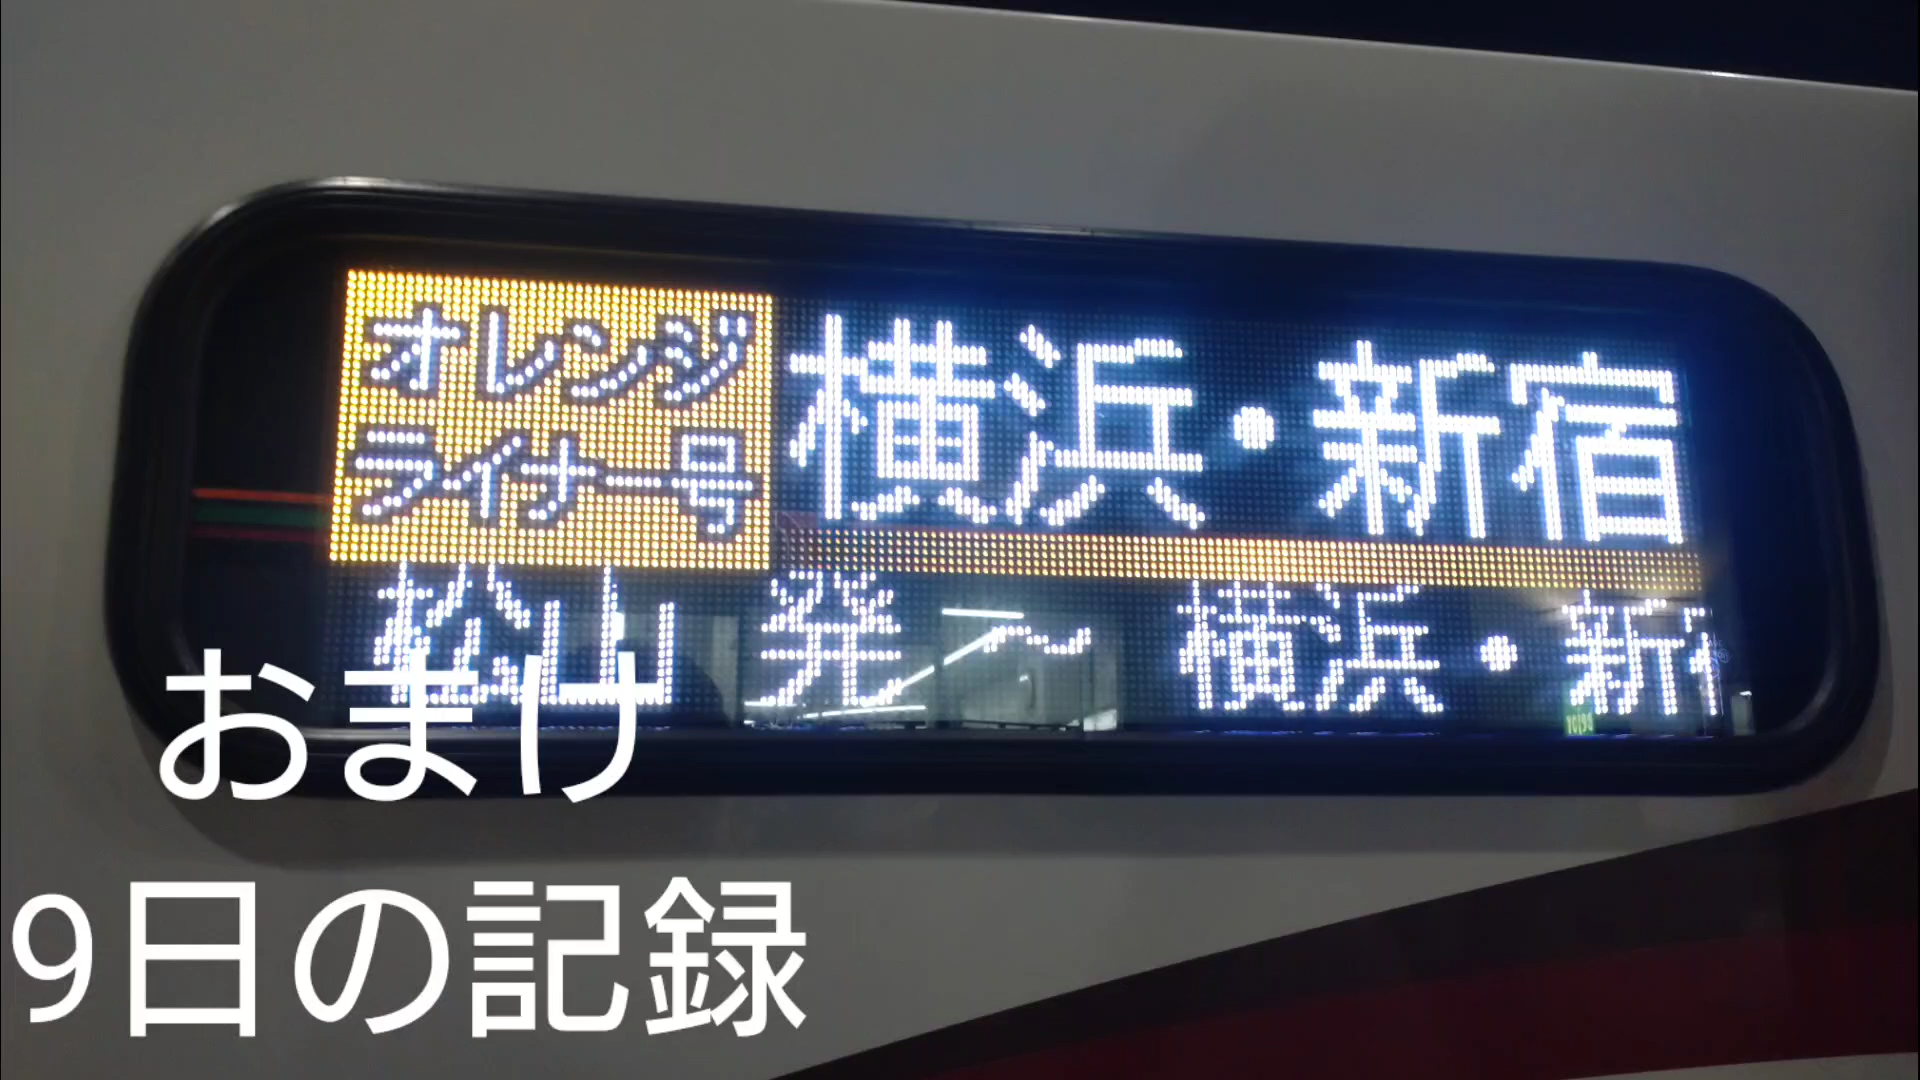 オレンジ
ライナー号
横浜・新宿
松山 発 〜 横浜・新
おまけ
9日の記録